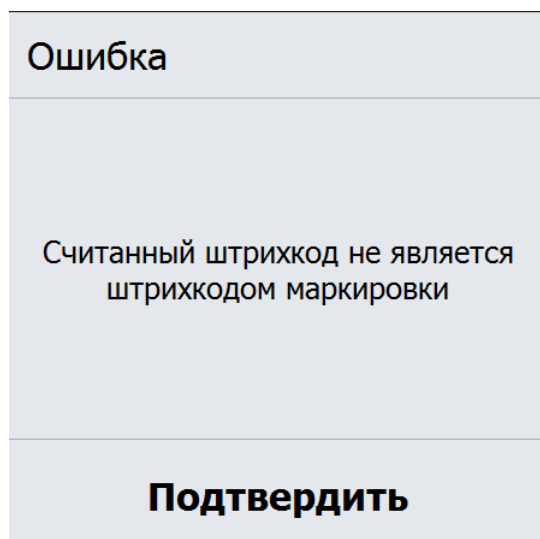 Ошибка
Считанный штрихкод не является
штрихкодом маркировки
Подтвердить